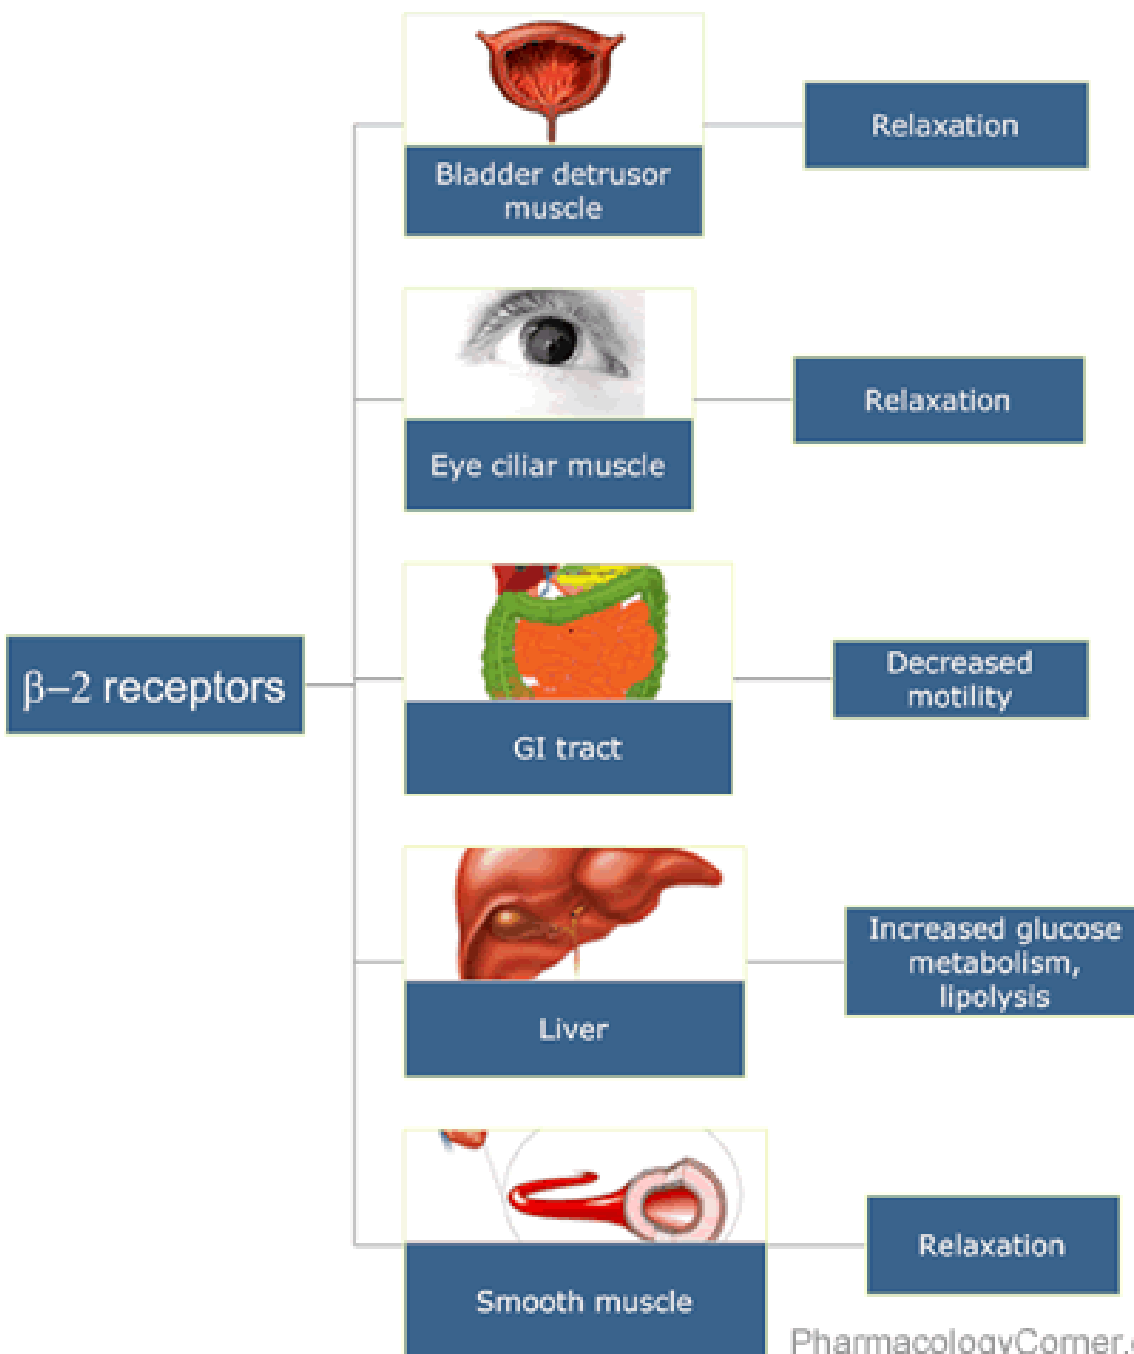 Relaxation
Bladder detrusor
muscle
Relaxation
Eye ciliar muscle
β–2 receptors
Decreased
motility
GI tract
Increased glucose
metabolism,
lipolysis
Liver
Relaxation
Smooth muscle
PharmacologyCorner.